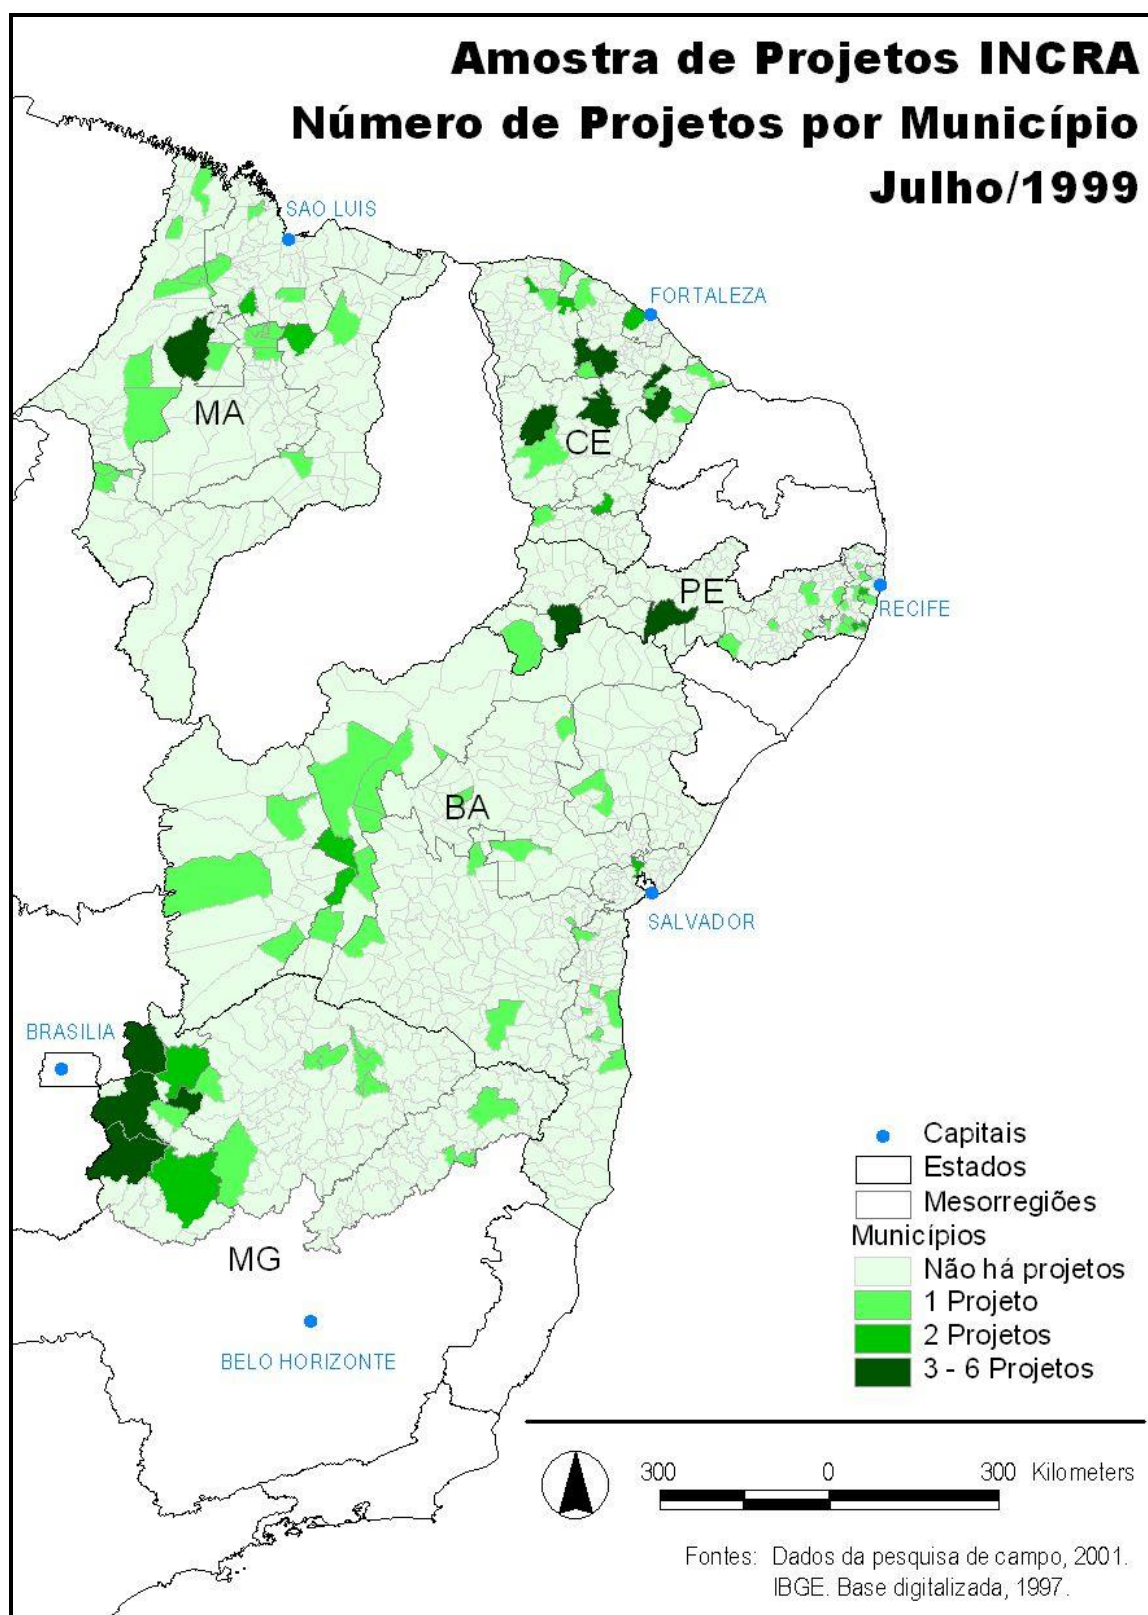 Amostra de Projetos INCRA
Número de Projetos por Município
Julho/1999
SAO LUIS
FORTALEZA
MA
CE
PE
RECIFE
BA
SALVADOR
BRASILIA
Capitais
Estados
Mesorregiões
Municípios
Não há projetos
1 Projeto
2 Projetos
3 - 6 Projetos
MG
BELO HORIZONTE
300 0 300 Kilometers
Fontes: Dados da pesquisa de campo, 2001.
IBGE. Base digitalizada, 1997.